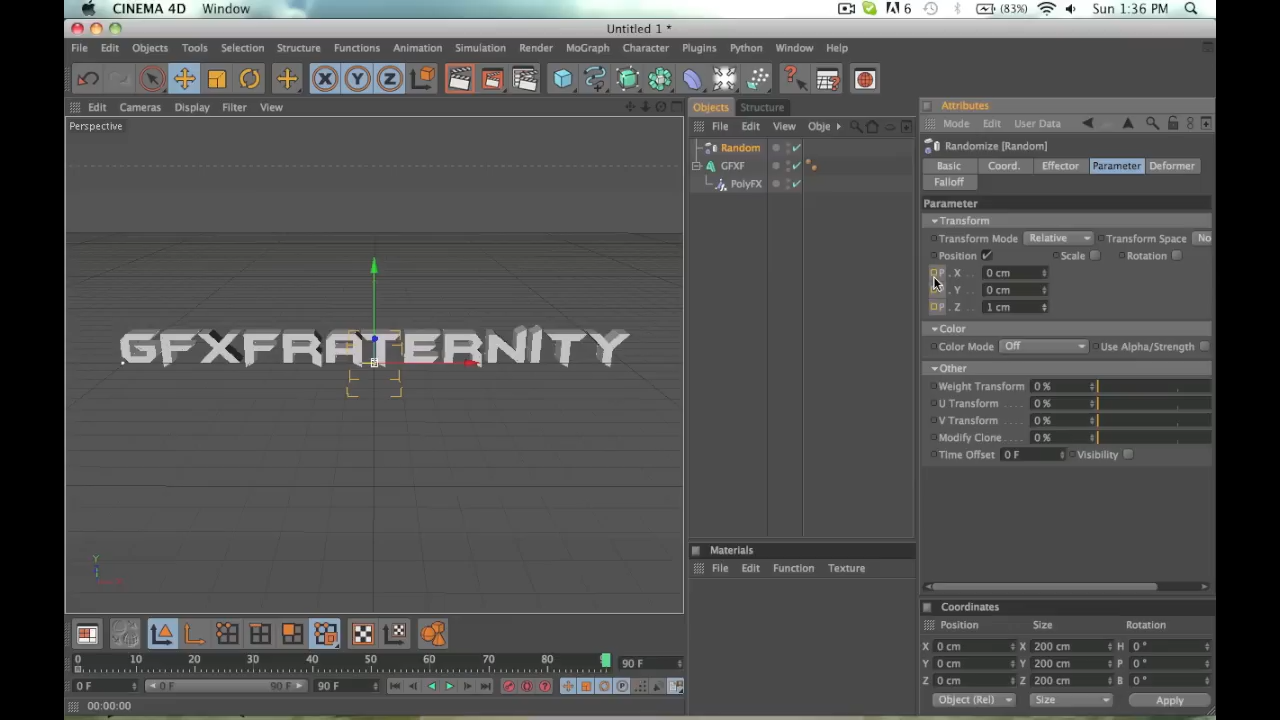 CINEMA 4D Window 6 (83%) Sun 1:36 PM
Untitled 1 *
File Edit Objects Tools Selection Structure Functions Animation Simulation Render MoGraph Character Plugins Python Window Help
X Y Z
Edit Cameras Display Filter View
Perspective
GFXFRATERNITY
Y
Objects Structure
File Edit View Obje
Random
GFXF
PolyFX
Materials
File Edit Function Texture
Attributes
Mode Edit User Data
Randomize [Random]
Basic Coord. Effector Parameter Deformer
Falloff
Parameter
Transform
Transform Mode Relative Transform Space No
Position Scale Rotation
P . X . . 0 cm
. Y . . 0 cm
P . Z . . 1 cm
Color
Color Mode Off Use Alpha/Strength
Other
Weight Transform 0 %
U Transform . . . . 0 %
V Transform . . . . 0 %
Modify Clone . . . 0 %
Time Offset 0 F Visibility
Coordinates
Position Size Rotation
X 0 cm X 200 cm H 0 °
Y 0 cm Y 200 cm P 0 °
Z 0 cm Z 200 cm B 0 °
Object (Rel) Size Apply
0 10 20 30 40 50 60 70 80 90 F
0 F 0 F 90 F 90 F
00:00:00